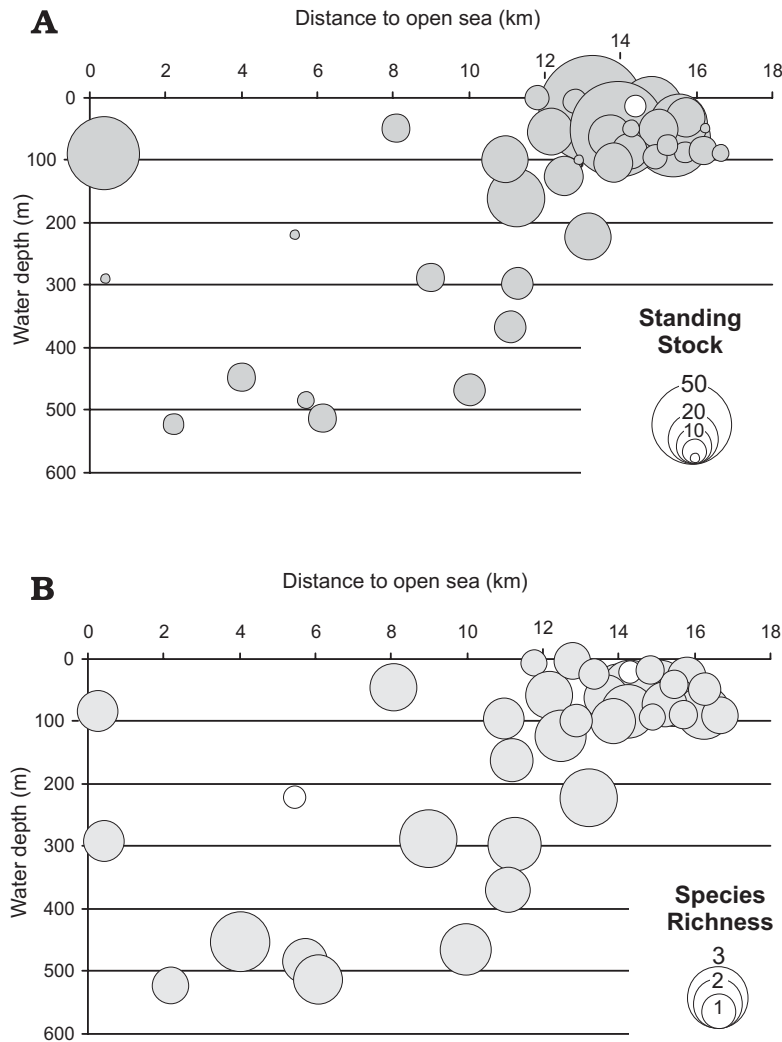 A
Distance to open sea (km)
0 2 4 6 8 10 12 14 16 18
Water depth (m)
0
100
200
300
400
500
600
Standing
Stock
50
20
10
B
Distance to open sea (km)
0 2 4 6 8 10 12 14 16 18
Water depth (m)
0
100
200
300
400
500
600
Species
Richness
3
2
1